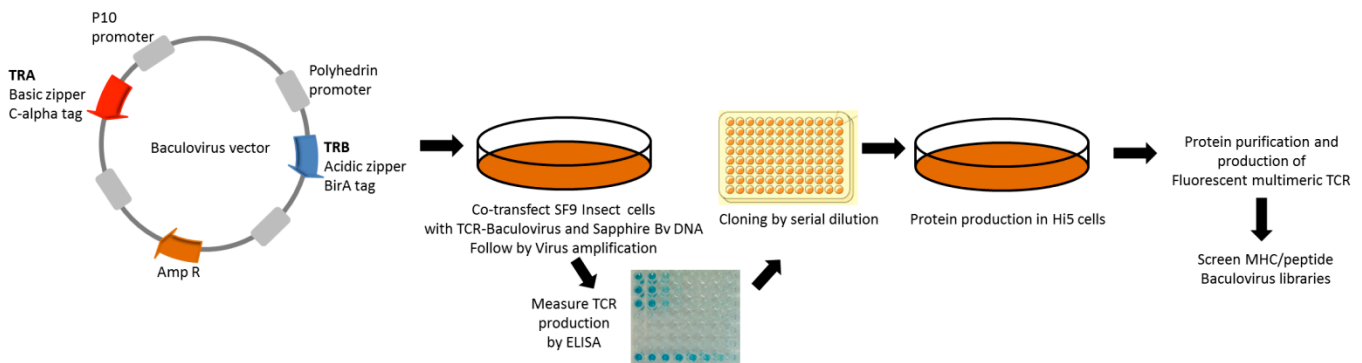 P10
promoter
TRA
Basic zipper
C-alpha tag
Polyhedrin
promoter
Baculovirus vector
TRB
Acidic zipper
BirA tag
Amp R
Co-transfect SF9 Insect cells
with TCR-Baculovirus and Sapphire Bv DNA
Follow by Virus amplification
Measure TCR
production
by ELISA
Cloning by serial dilution
Protein production in Hi5 cells
Protein purification and
production of
Fluorescent multimeric TCR
Screen MHC/peptide
Baculovirus libraries